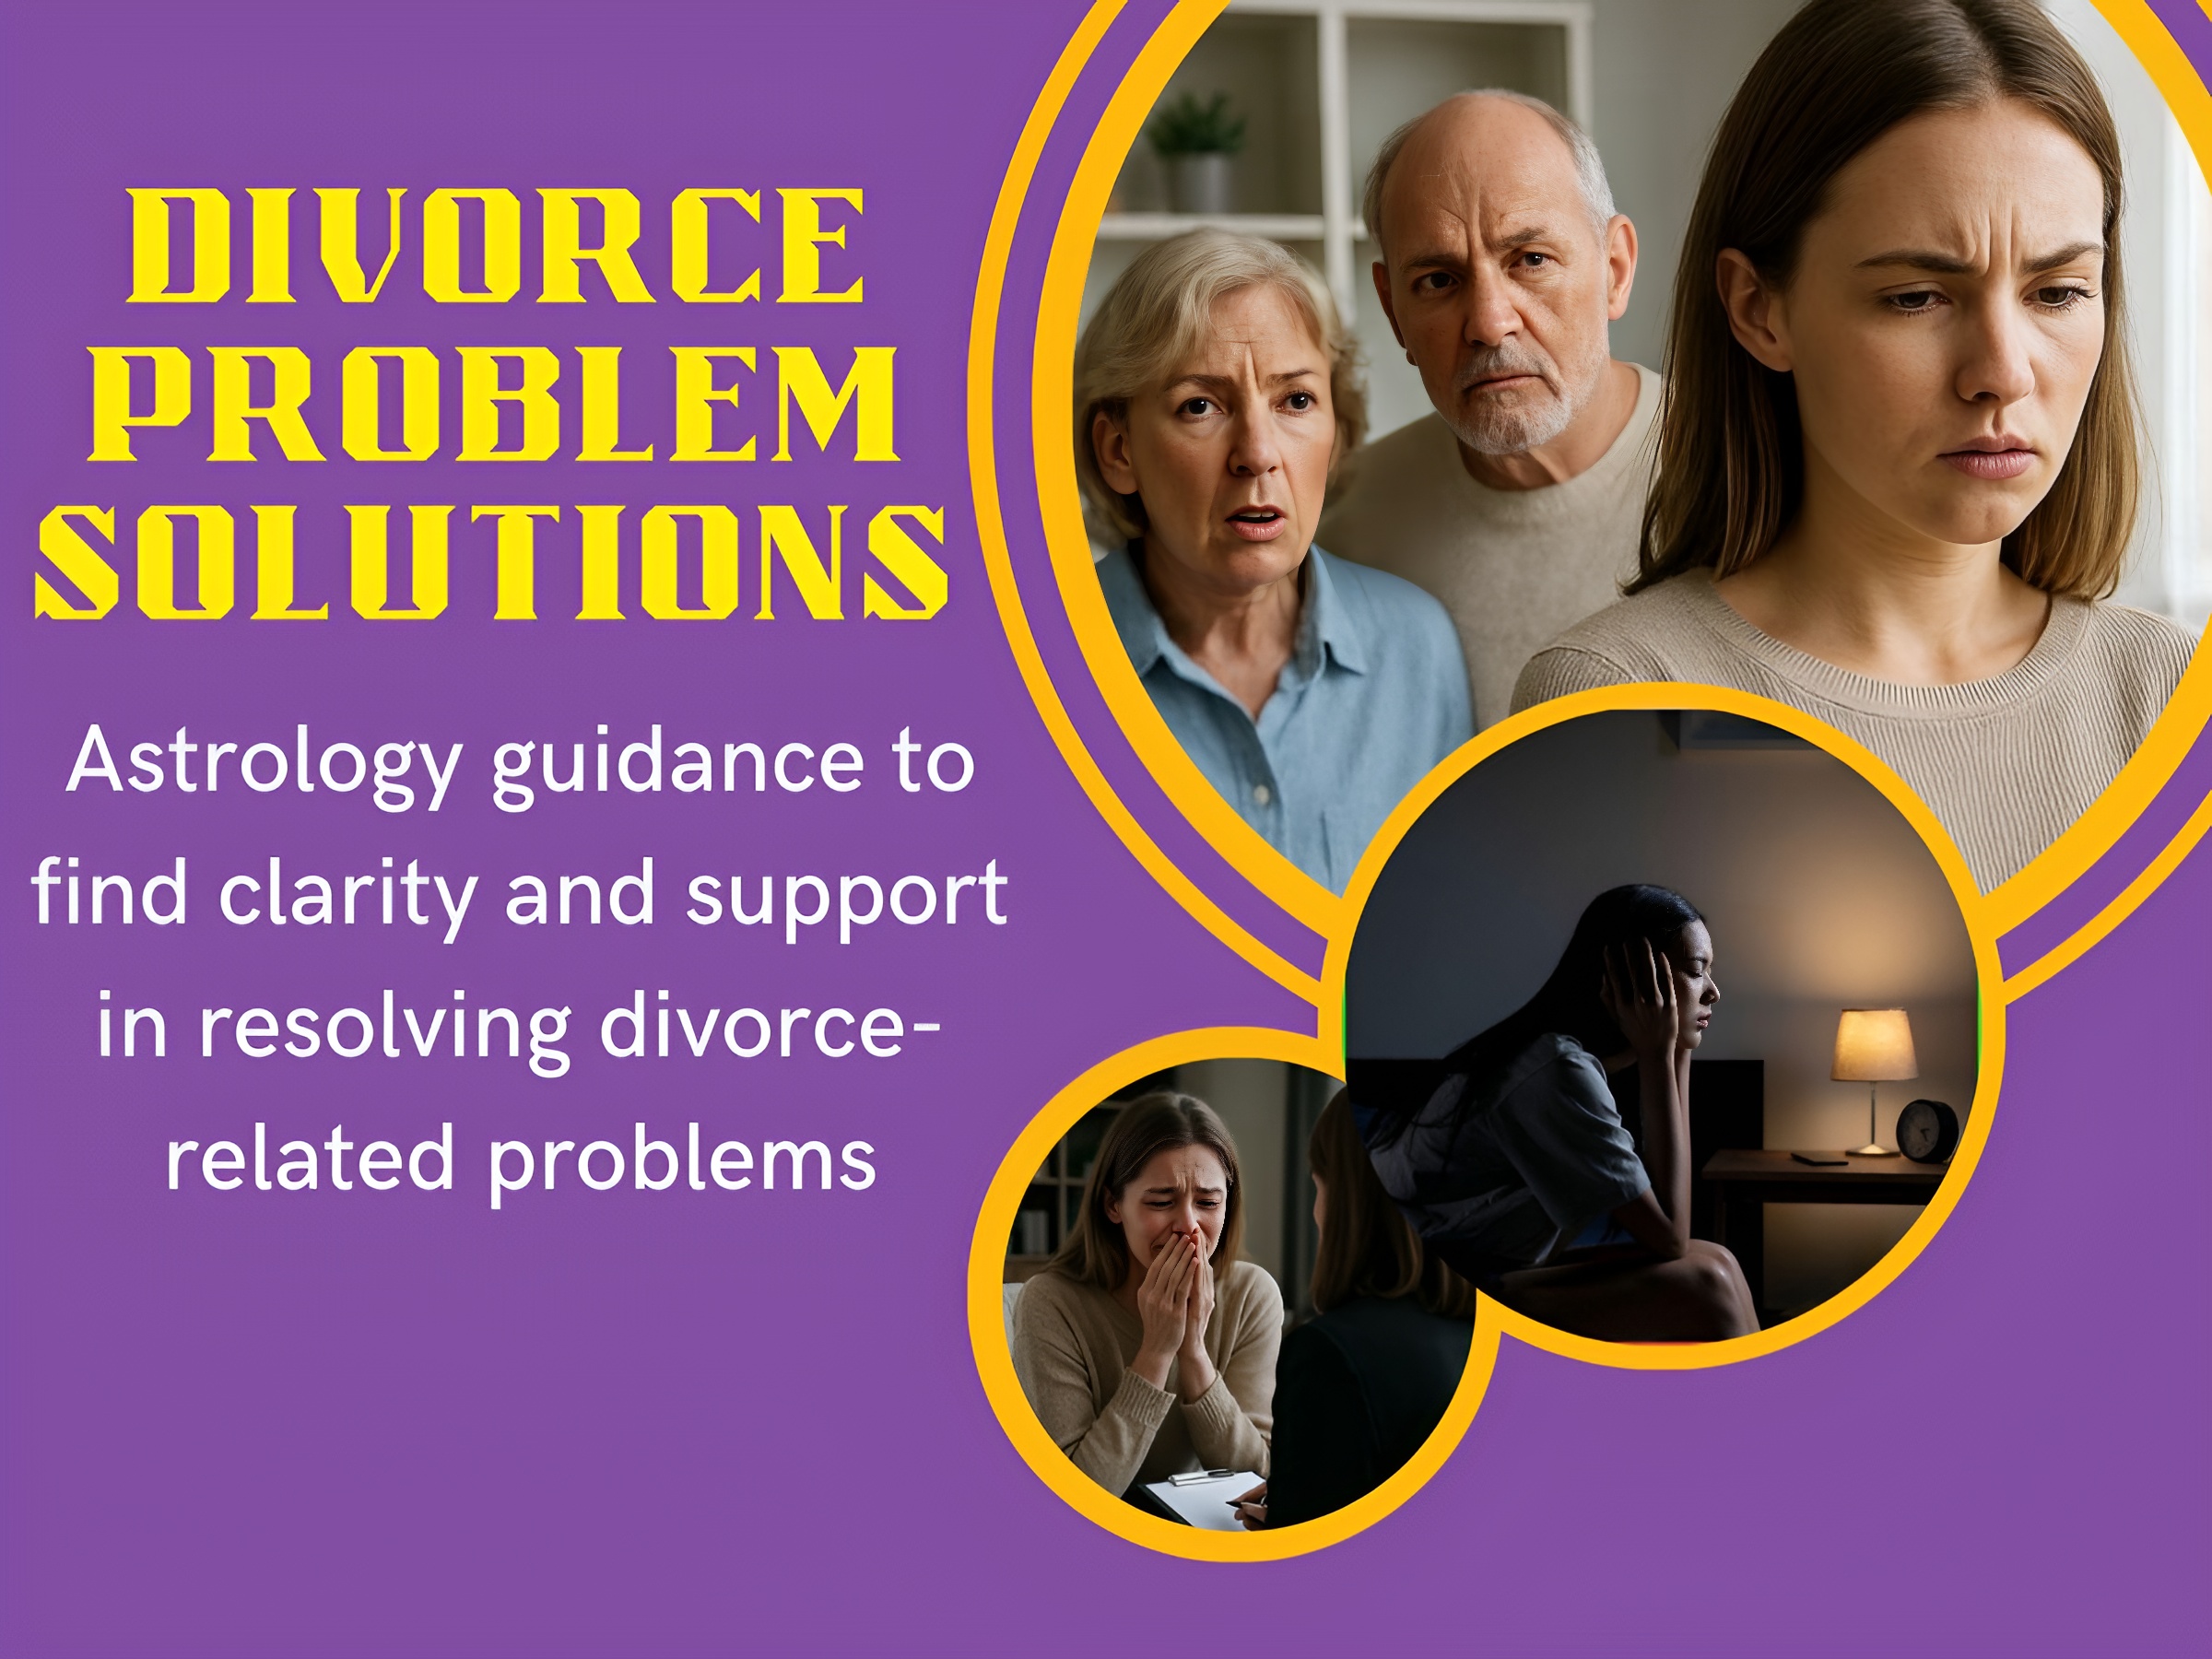 DIVORCE
PROBLEM
SOLUTIONS
Astrology guidance to
find clarity and support
in resolving divorce-
related problems